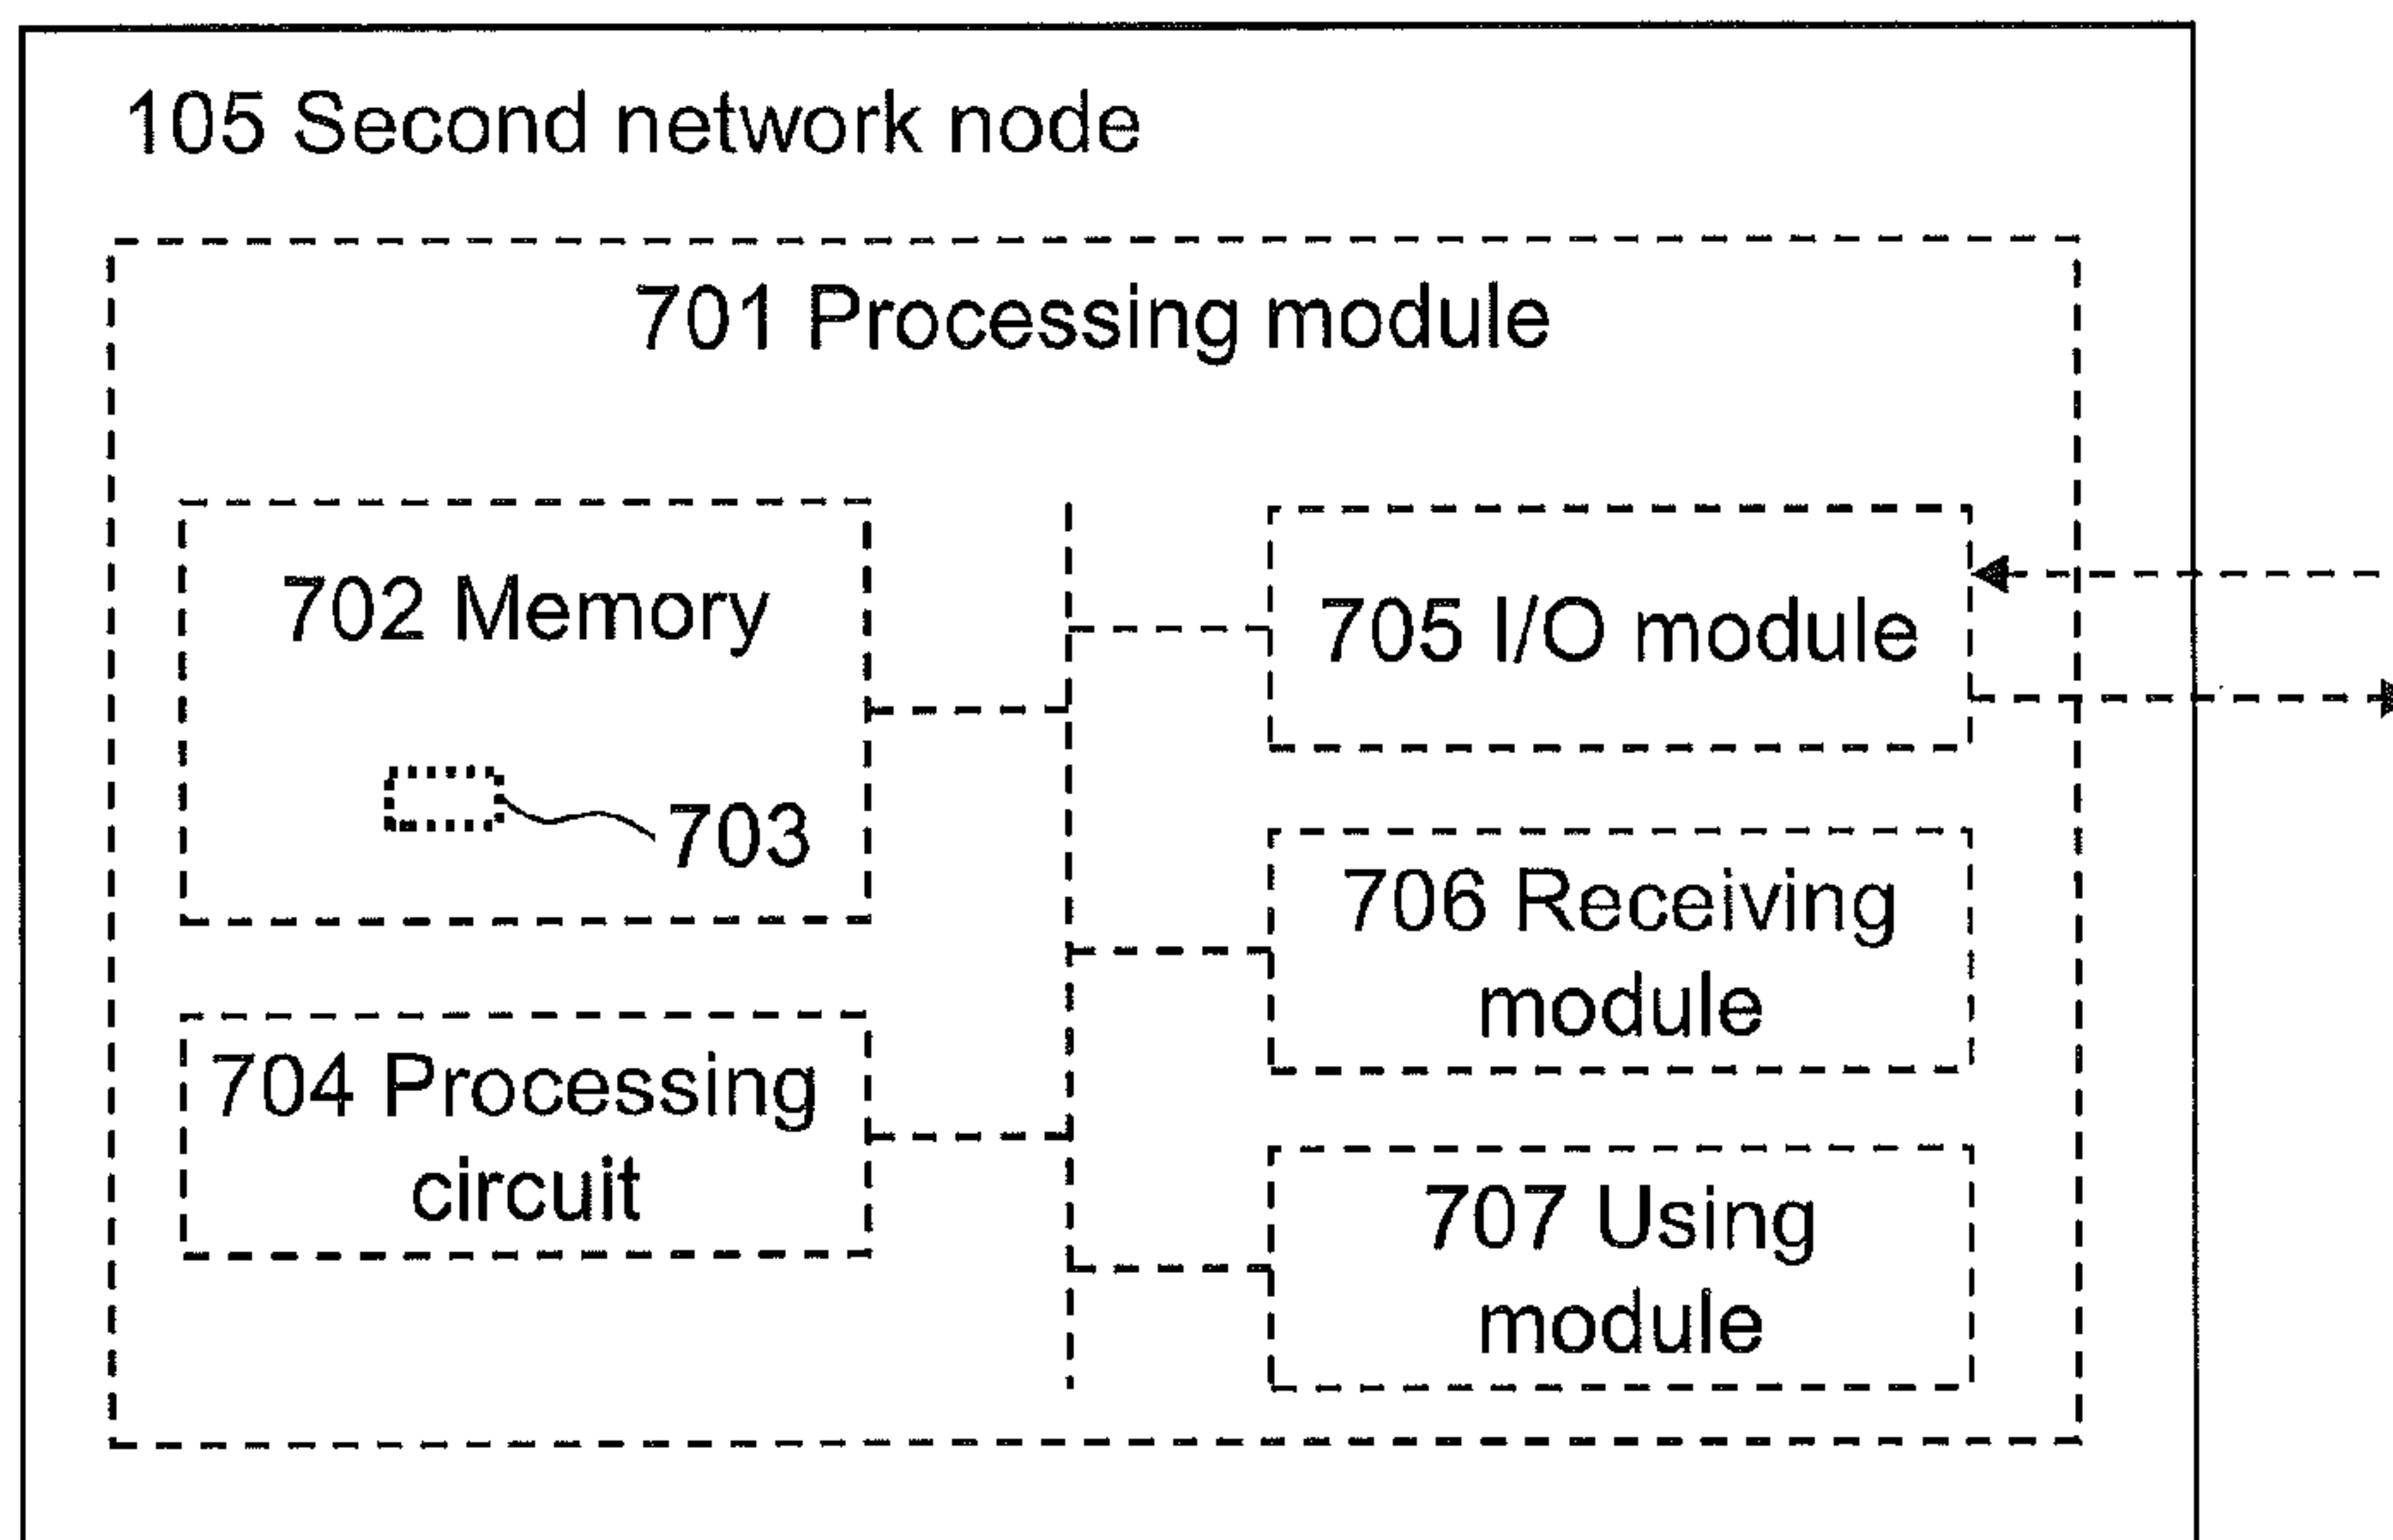 105 Second network node
701 Processing module
702 Memory
703
704 Processing
circuit
705 I/O module
706 Receiving
module
707 Using
module